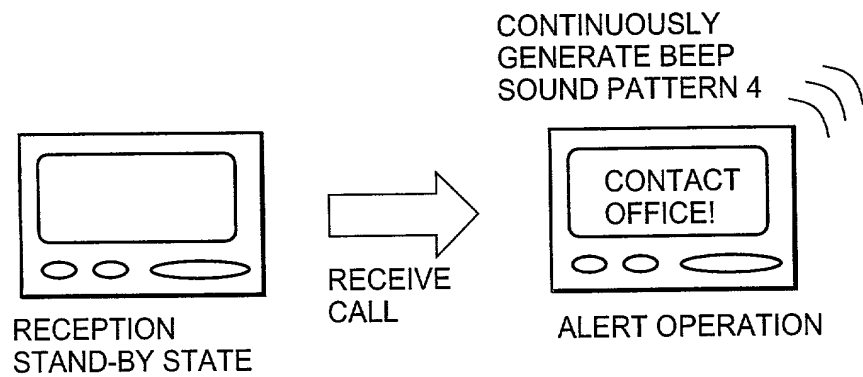 CONTINUOUSLY
GENERATE BEEP
SOUND PATTERN 4
CONTACT
OFFICE!
RECEIVE
CALL
RECEPTION
STAND-BY STATE
ALERT OPERATION